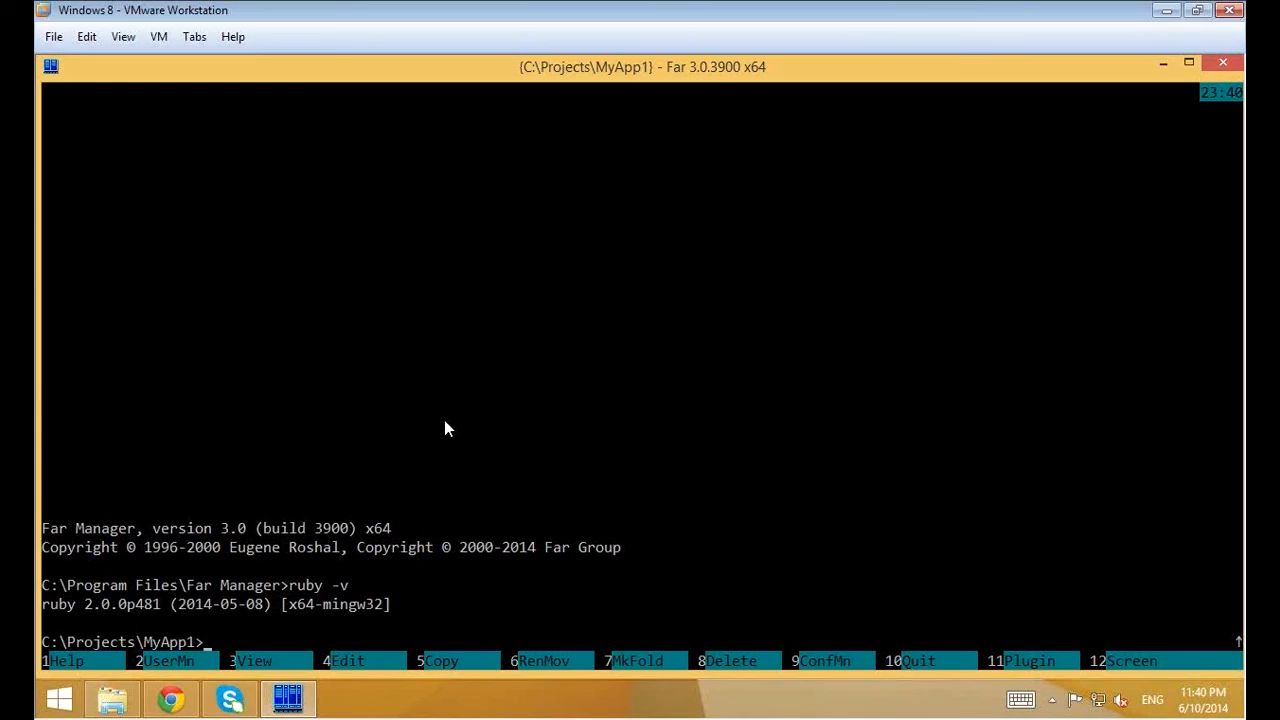 Windows 8 - VMware Workstation
File Edit View VM Tabs Help
{C:\Projects\MyApp1} - Far 3.0.3900 x64
23:40
Far Manager, version 3.0 (build 3900) x64
Copyright © 1996-2000 Eugene Roshal, Copyright © 2000-2014 Far Group
C:\Program Files\Far Manager>ruby -v
ruby 2.0.0p481 (2014-05-08) [x64-mingw32]
C:\Projects\MyApp1>_
1Help 2UserMn 3View 4Edit 5Copy 6RenMov 7MkFold 8Delete 9ConfMn 10Quit 11Plugin 12Screen
ENG
11:40 PM
6/10/2014